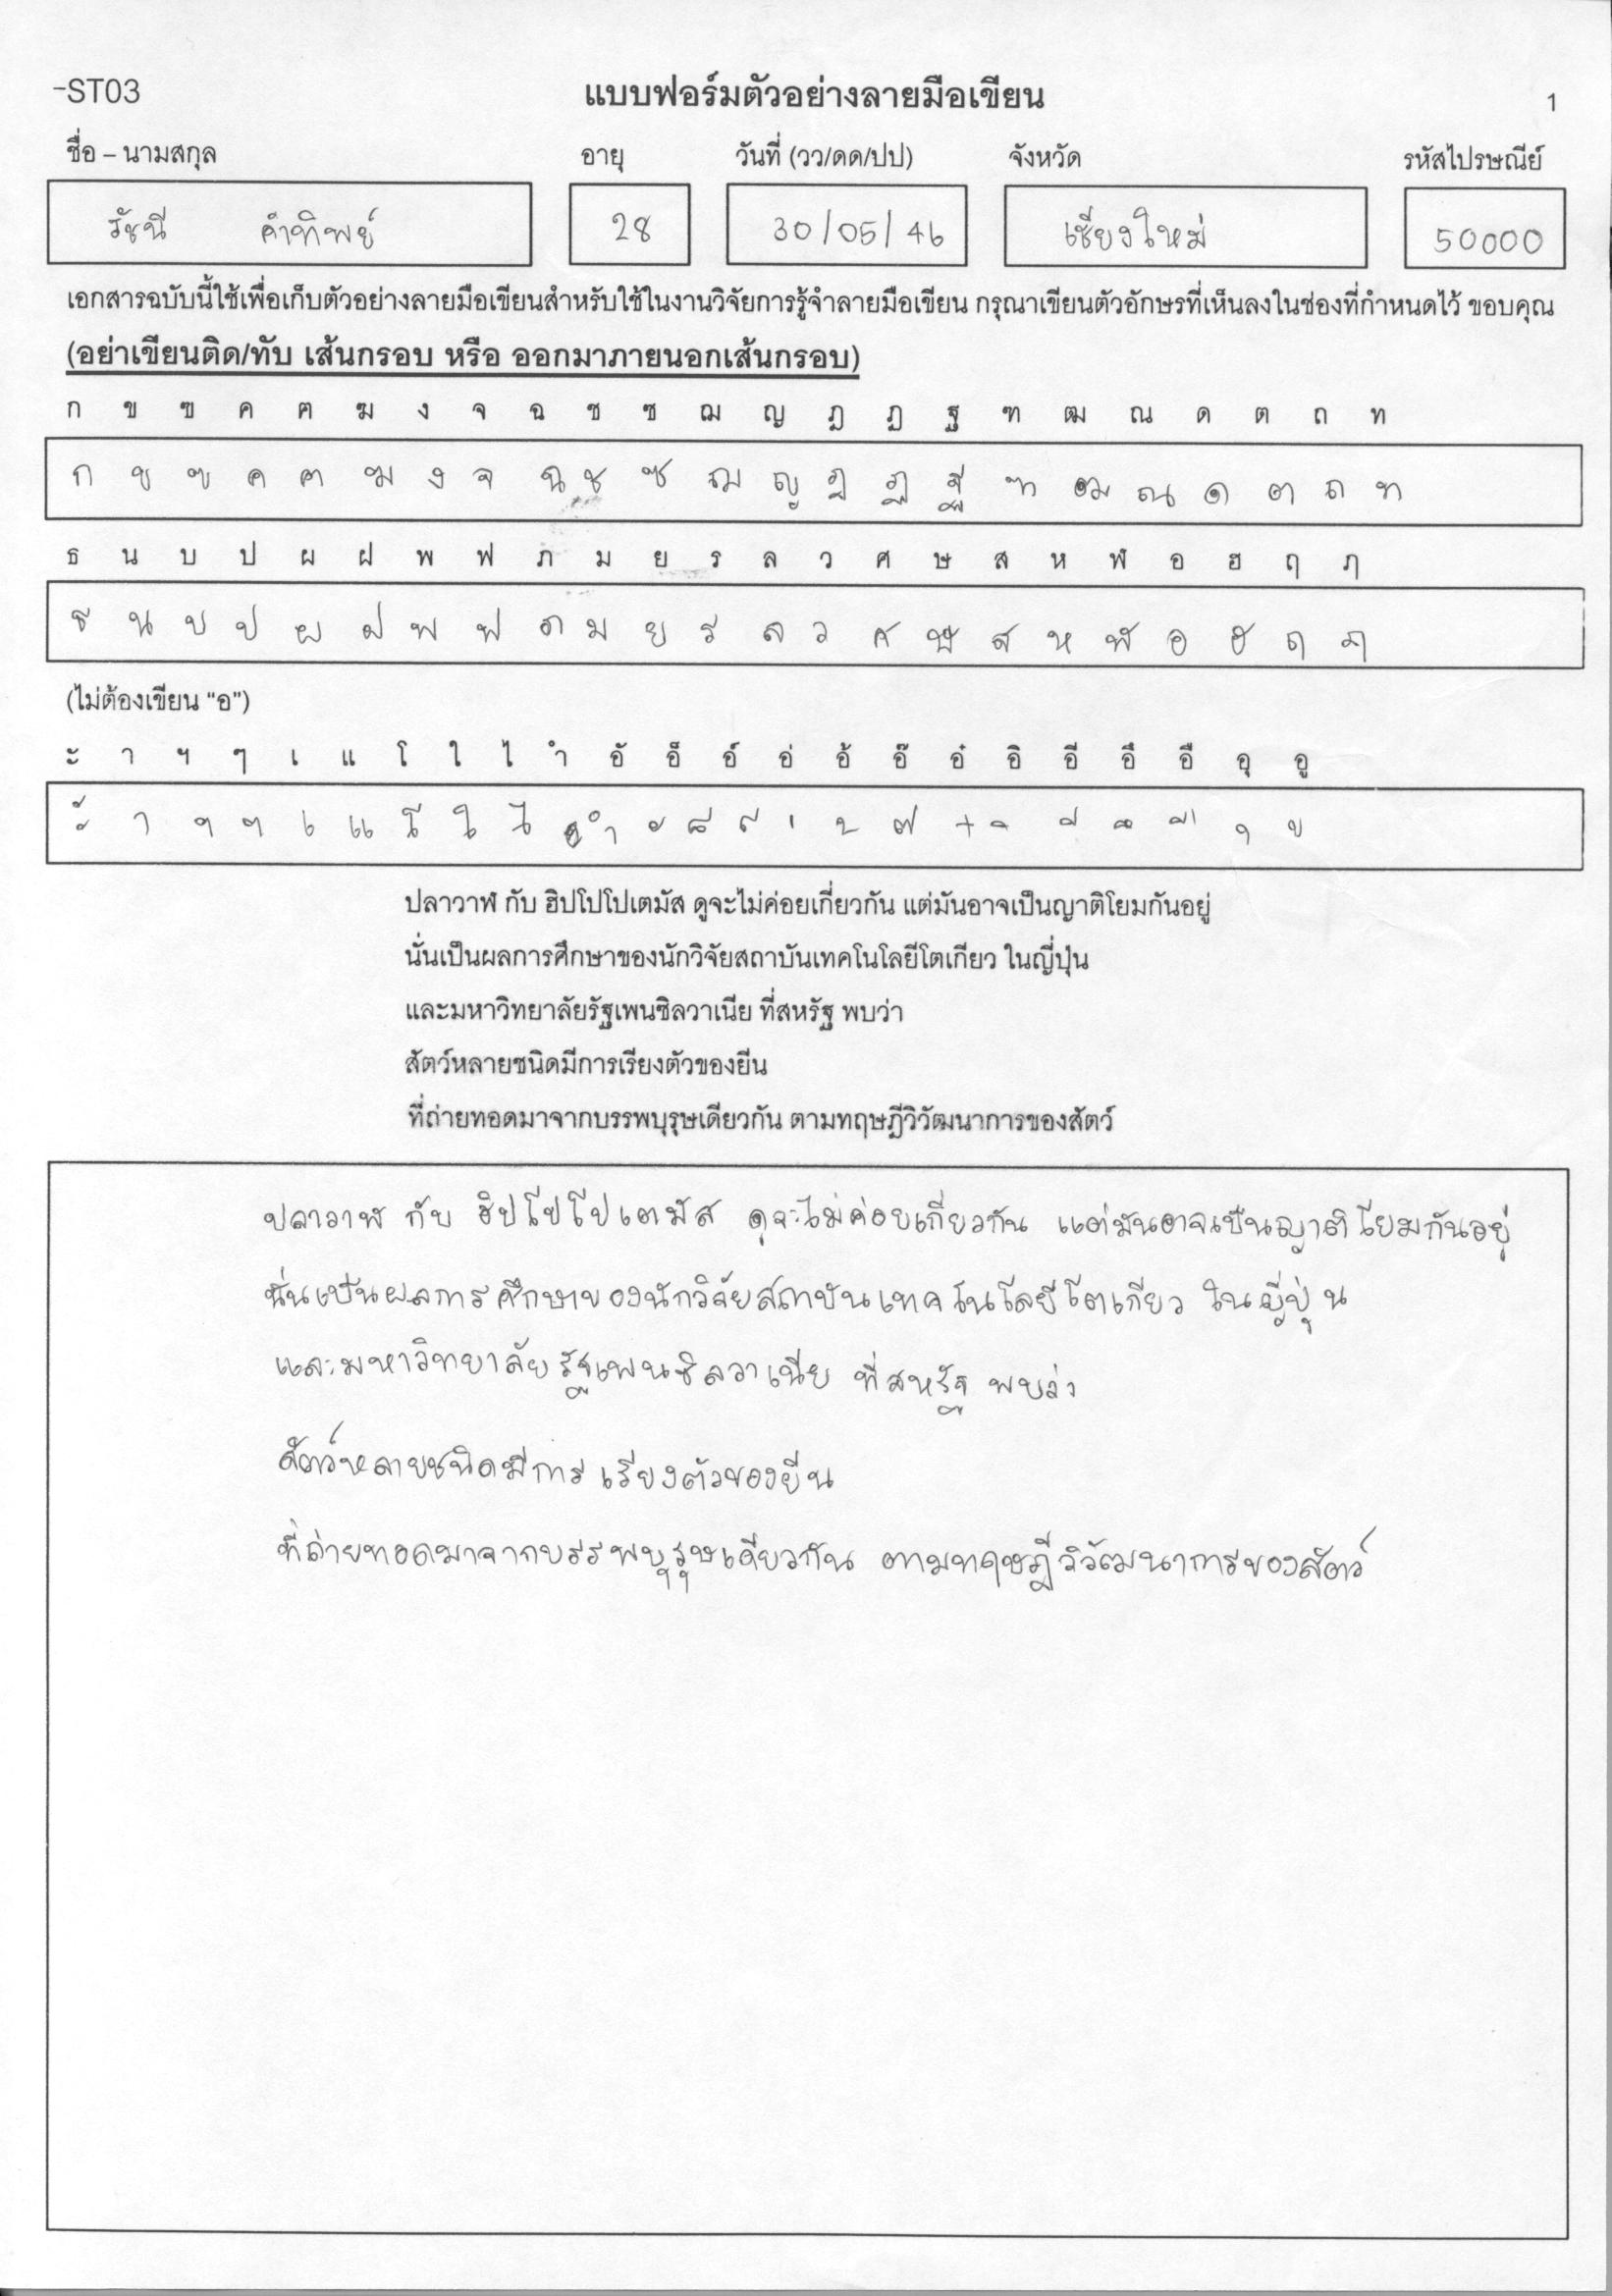 -ST03 แบบฟอร์มตัวอย่างลายมือเขียน 1
ชื่อ – นามสกุล อายุ วันที่ (วว/ดด/ปป) จังหวัด รหัสไปรษณีย์
รัชนี คำทิพย์ 28 30/05/46 เชียงใหม่ 50000
เอกสารฉบับนี้ใช้เพื่อเก็บตัวอย่างลายมือเขียนสำหรับใช้ในงานวิจัยการรู้จำลายมือเขียน กรุณาเขียนตัวอักษรที่เห็นลงในช่องที่กำหนดไว้ ขอบคุณ
(อย่าเขียนติด/ทับ เส้นกรอบ หรือ ออกมาภายนอกเส้นกรอบ)
ก ข ฃ ค ฅ ฆ ง จ ฉ ช ซ ฌ ญ ฎ ฏ ฐ ฑ ฒ ณ ด ต ถ ท
ก ข ฃ ค ฅ ฆ ง จ ฉ ช ซ ฌ ญ ฎ ฏ ฐ ฑ ฒ ณ ด ต ถ ท
ธ น บ ป ผ ฝ พ ฟ ภ ม ย ร ล ว ศ ษ ส ห ฬ อ ฮ ฤ ฦ
ธ น บ ป ผ ฝ พ ฟ ภ ม ย ร ล ว ศ ษ ส ห ฬ อ ฮ ฤ ฦ
(ไม่ต้องเขียน “อ”)
ะ า ฯ ๆ เ แ โ ใ ไ ำ อั อ็ อ์ อ่ อ้ อ๊ อ๋ อิ อี อึ อื อุ อู
ะ า ฯ ๆ เ แ โ ใ ไ ำ ั ็ ์ ่ ้ ๊ ๋ ิ ี ึ ื ุ ู
ปลาวาฬ กับ ฮิปโปโปเตมัส ดูจะไม่ค่อยเกี่ยวกัน แต่มันอาจเป็นญาติโยมกันอยู่
นั่นเป็นผลการศึกษาของนักวิจัยสถาบันเทคโนโลยีโตเกียว ในญี่ปุ่น
และมหาวิทยาลัยรัฐเพนซิลวาเนีย ที่สหรัฐ พบว่า
สัตว์หลายชนิดมีการเรียงตัวของยีน
ที่ถ่ายทอดมาจากบรรพบุรุษเดียวกัน ตามทฤษฎีวิวัฒนาการของสัตว์
ปลาวาฬ กับ ฮิปโปโปเตมัส ดูจะไม่ค่อยเกี่ยวกัน แต่มันอาจเป็นญาติโยมกันอยู่
นั่นเป็นผลการศึกษาของนักวิจัยสถาบันเทคโนโลยีโตเกียว ในญี่ปุ่น
และมหาวิทยาลัยรัฐเพนซิลวาเนีย ที่สหรัฐ พบว่า
สัตว์หลายชนิดมีการเรียงตัวของยีน
ที่ถ่ายทอดมาจากบรรพบุรุษเดียวกัน ตามทฤษฎีวิวัฒนาการของสัตว์